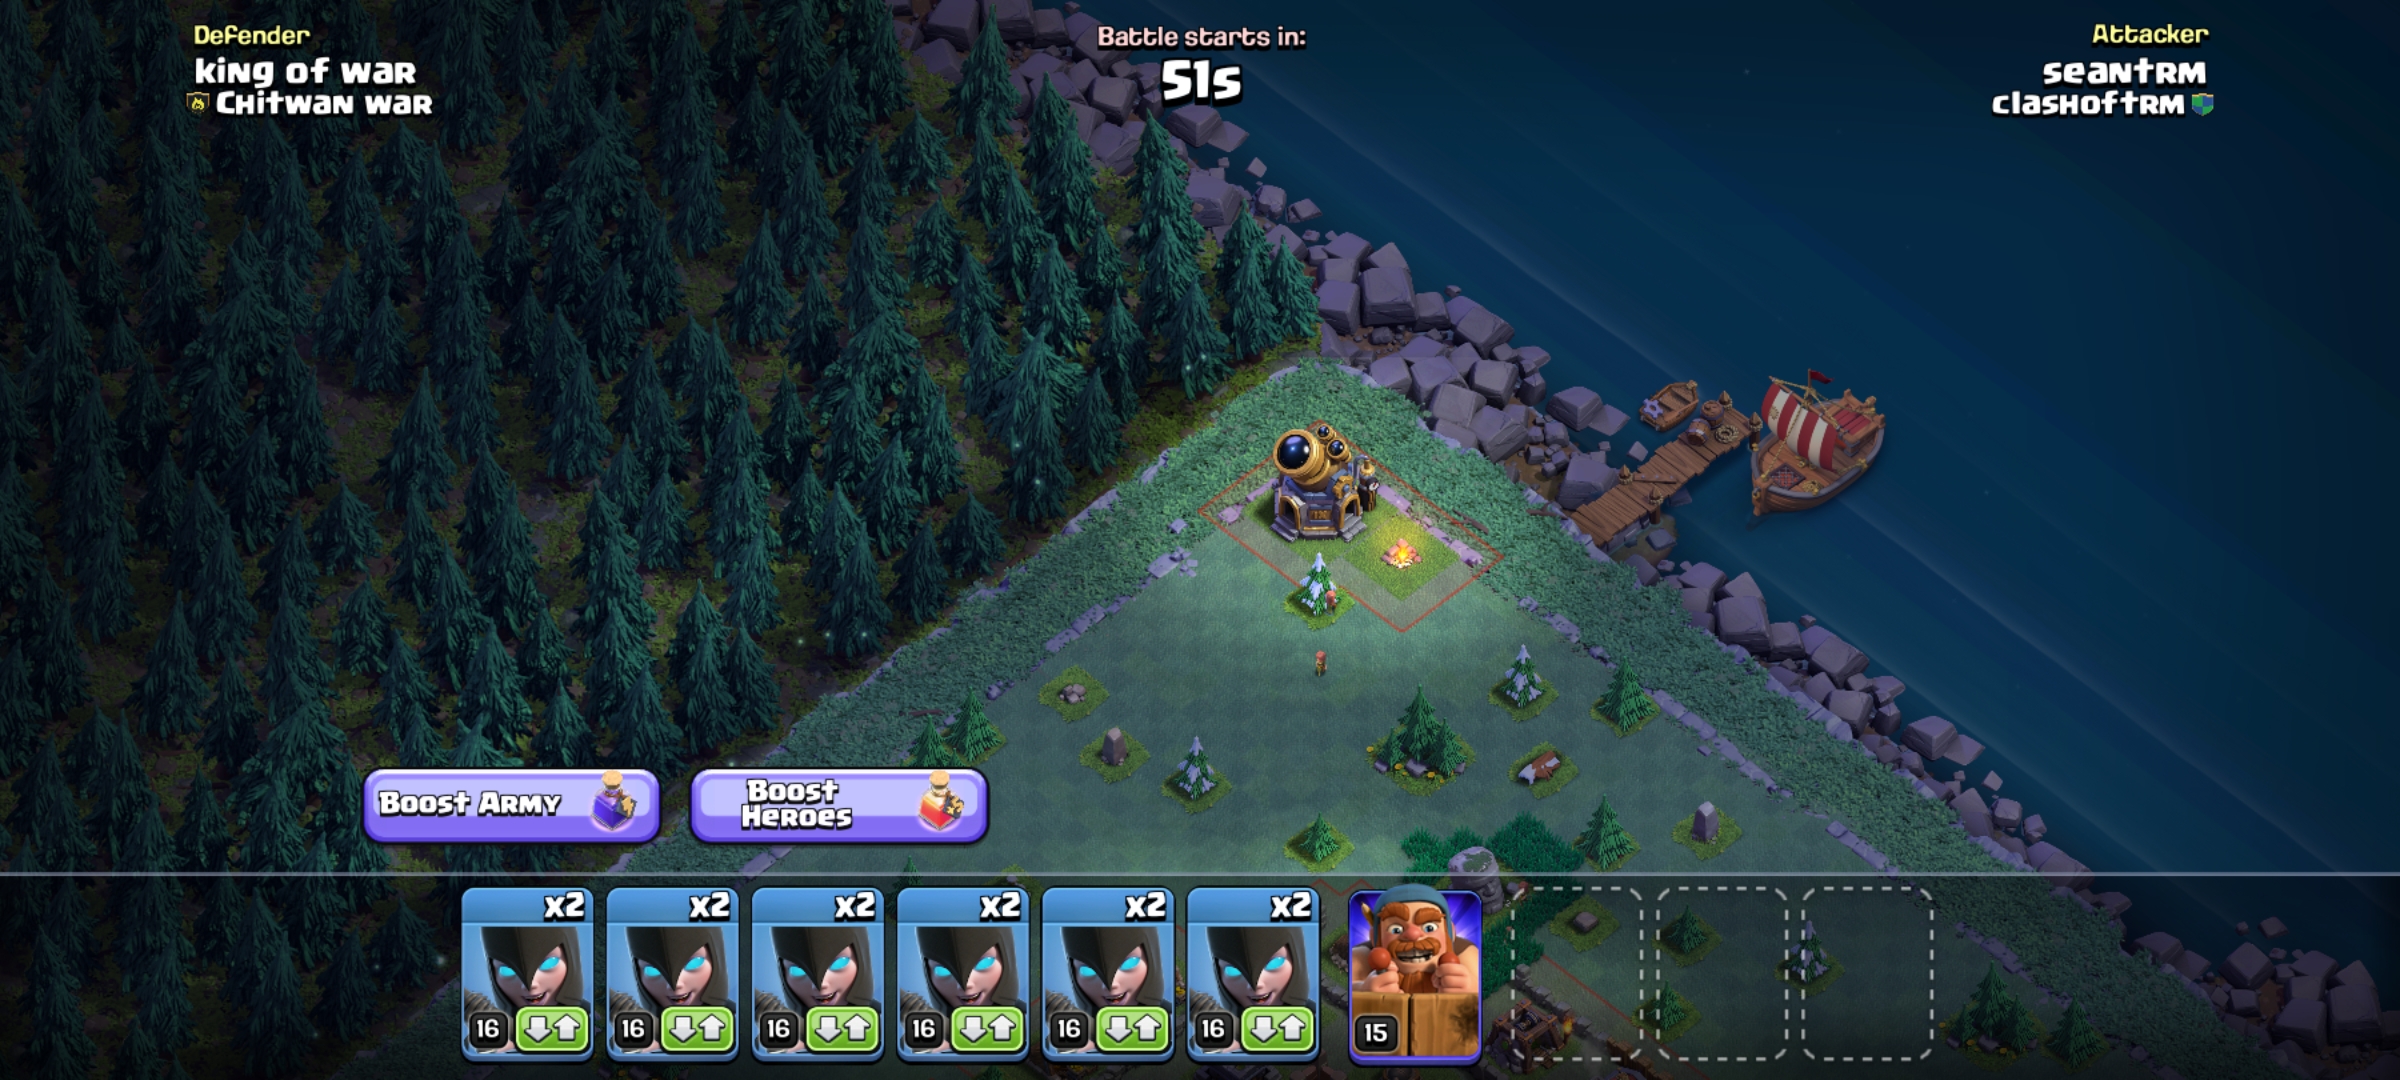 Defender
king of war
Chitwan war
Battle starts in:
51s
Attacker
seantrm
clashoftrm
Boost Army
Boost
Heroes
x2
x2
x2
x2
x2
x2
16
16
16
16
16
16
15